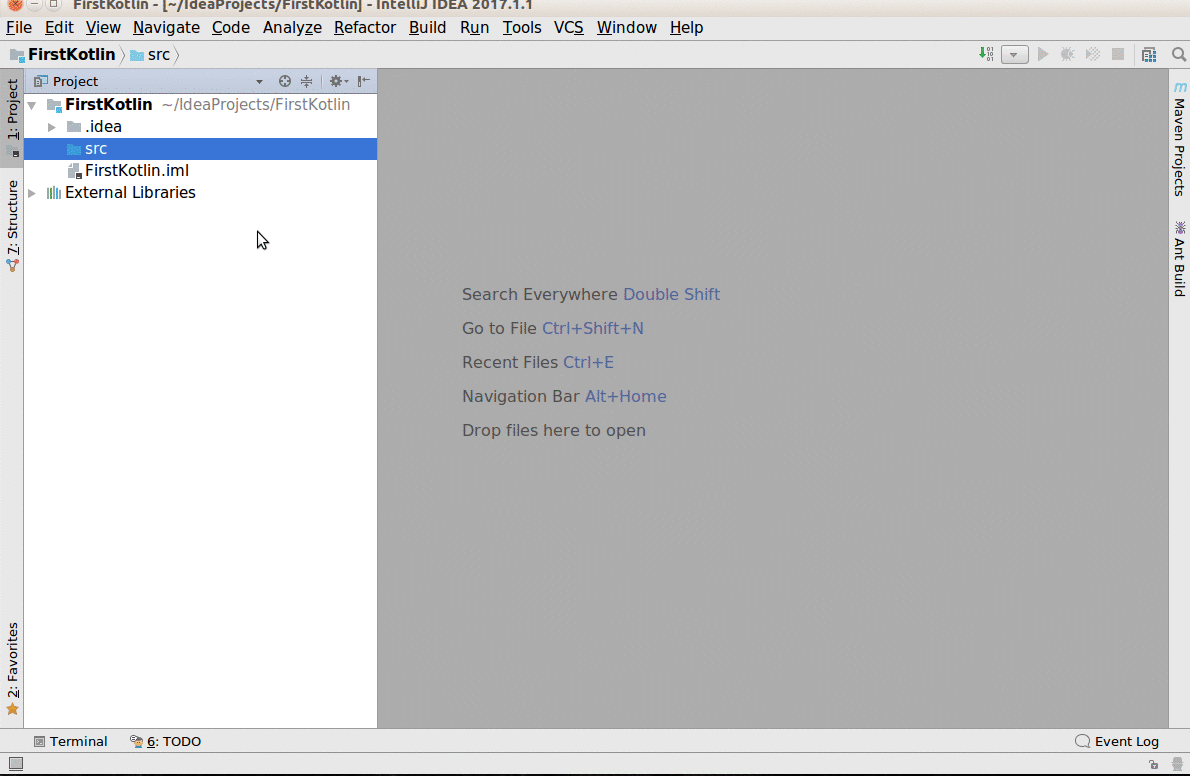 FirstKotlin - [~/IdeaProjects/FirstKotlin] - IntelliJ IDEA 2017.1.1
File Edit View Navigate Code Analyze Refactor Build Run Tools VCS Window Help
FirstKotlin src
Project
FirstKotlin ~/IdeaProjects/FirstKotlin
.idea
src
FirstKotlin.iml
External Libraries
1: Project
7: Structure
2: Favorites
Search Everywhere Double Shift
Go to File Ctrl+Shift+N
Recent Files Ctrl+E
Navigation Bar Alt+Home
Drop files here to open
m Maven Projects
Ant Build
Terminal 6: TODO Event Log